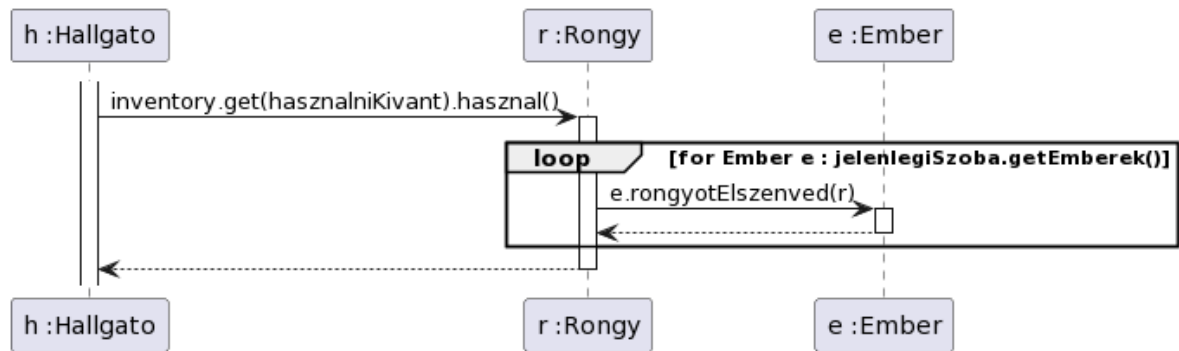 h :Hallgato r :Rongy e :Ember
inventory.get(hasznalniKivant).hasznal()
loop [for Ember e : jelenlegiSzoba.getEmberek()]
e.rongyotElszenved(r)
h :Hallgato r :Rongy e :Ember